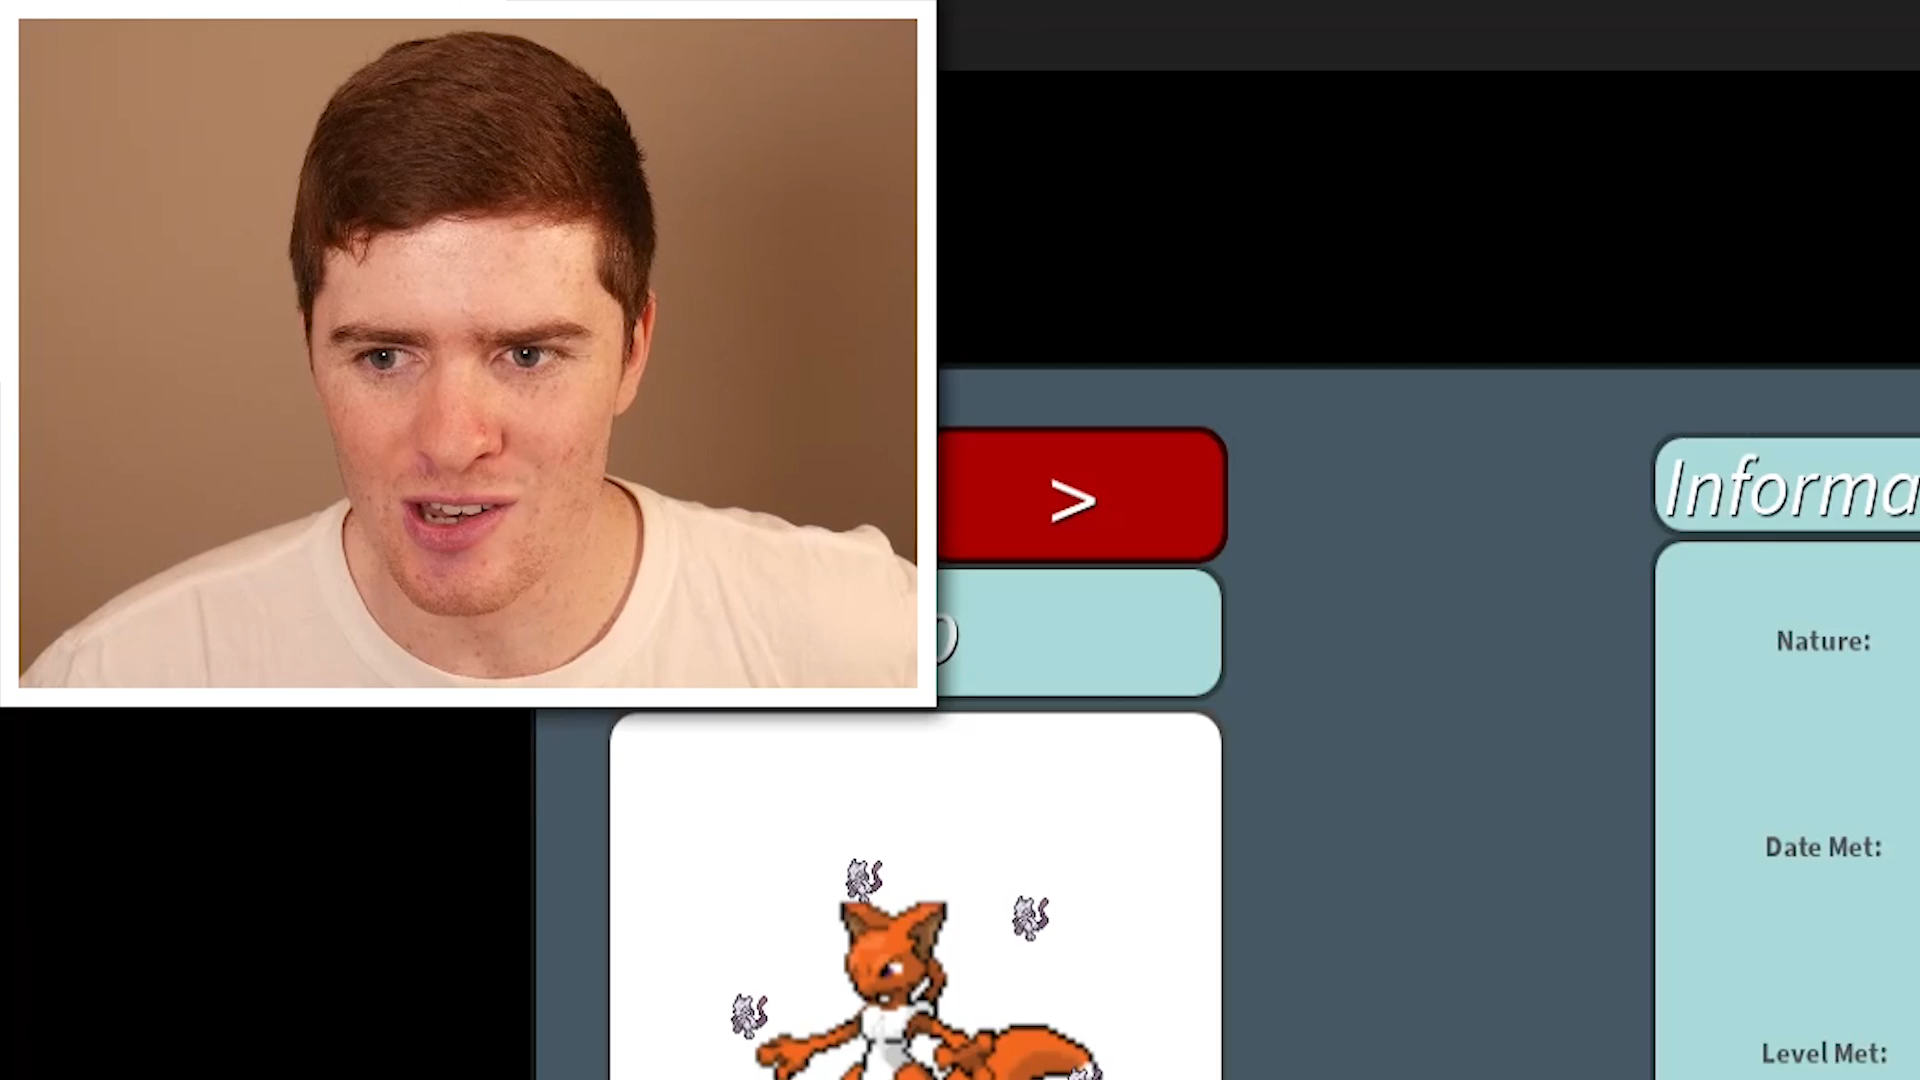 >
Informa
o
Nature:
Date Met:
Level Met: